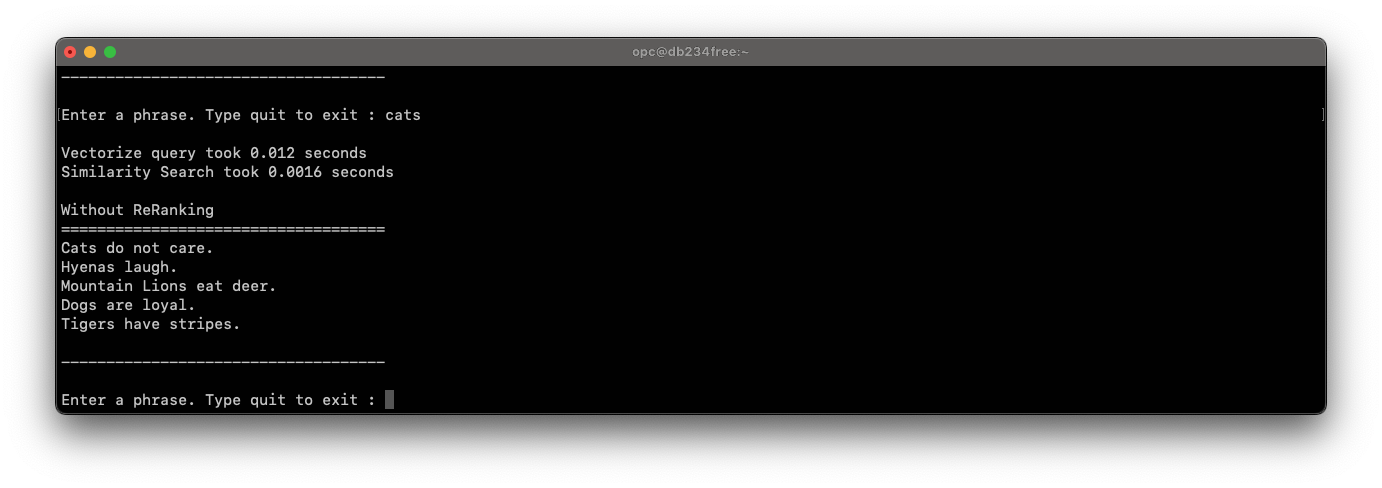 opc@db234free:~
------------------------------------
Enter a phrase. Type quit to exit : cats
Vectorize query took 0.012 seconds
Similarity Search took 0.0016 seconds
Without ReRanking
====================================
Cats do not care.
Hyenas laugh.
Mountain Lions eat deer.
Dogs are loyal.
Tigers have stripes.
------------------------------------
Enter a phrase. Type quit to exit :